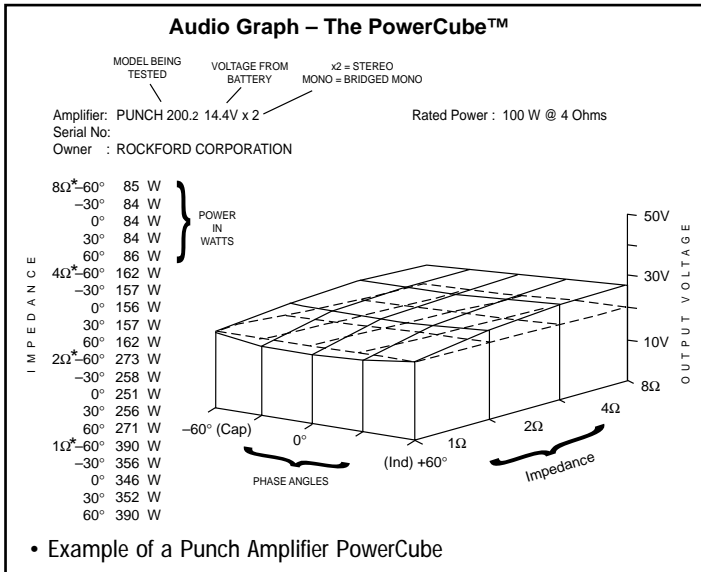 Audio Graph – The PowerCube™
MODEL BEING TESTED
VOLTAGE FROM BATTERY
x2 = STEREO
MONO = BRIDGED MONO
Amplifier: PUNCH 200.2 14.4V x 2
Rated Power : 100 W @ 4 Ohms
Serial No:
Owner : ROCKFORD CORPORATION
IMPEDANCE
8Ω*–60° 85 W
–30° 84 W
0° 84 W
30° 84 W
60° 86 W
4Ω*–60° 162 W
–30° 157 W
0° 156 W
30° 157 W
60° 162 W
2Ω*–60° 273 W
–30° 258 W
0° 251 W
30° 256 W
60° 271 W
1Ω*–60° 390 W
–30° 356 W
0° 346 W
30° 352 W
60° 390 W
POWER
IN
WATTS
50V
30V
10V
OUTPUT VOLTAGE
8Ω
4Ω
2Ω
1Ω
–60° (Cap)
0°
(Ind) +60°
PHASE ANGLES
Impedance
• Example of a Punch Amplifier PowerCube